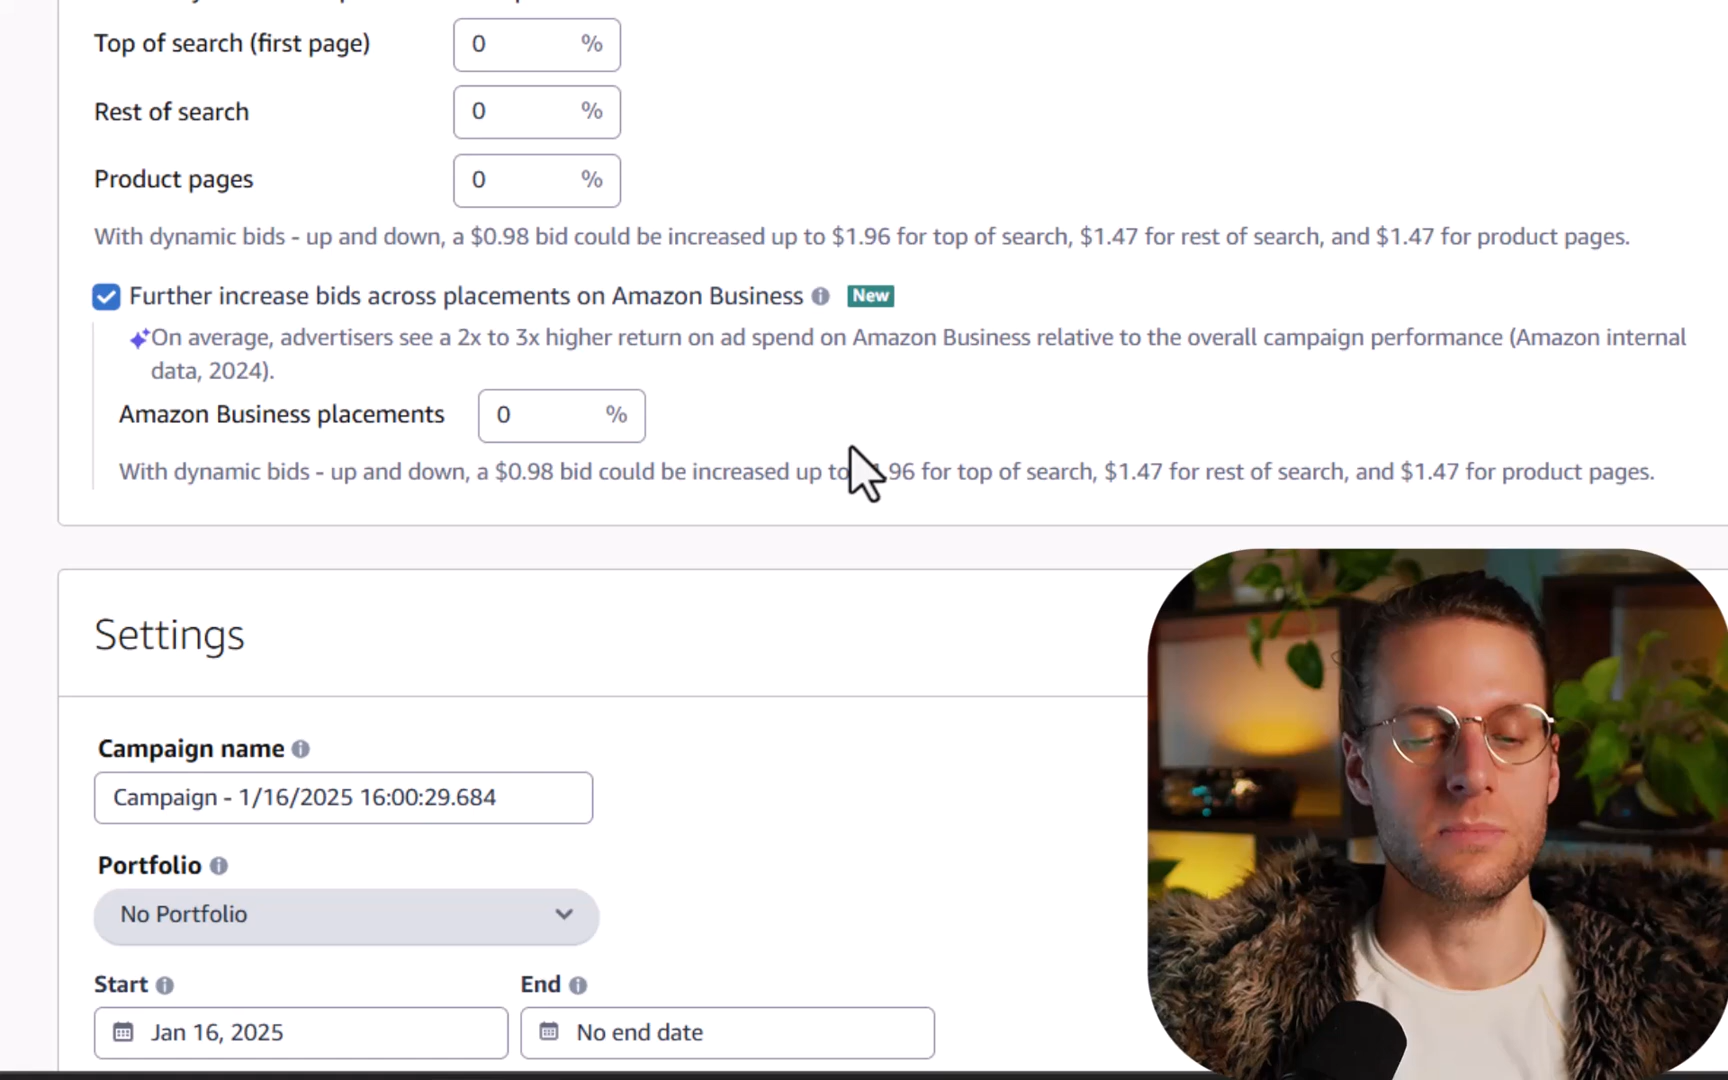 Top of search (first page) 0 %
Rest of search 0 %
Product pages 0 %
With dynamic bids - up and down, a $0.98 bid could be increased up to $1.96 for top of search, $1.47 for rest of search, and $1.47 for product pages.
Further increase bids across placements on Amazon Business New
On average, advertisers see a 2x to 3x higher return on ad spend on Amazon Business relative to the overall campaign performance (Amazon internal
data, 2024).
Amazon Business placements 0 %
With dynamic bids - up and down, a $0.98 bid could be increased up to .96 for top of search, $1.47 for rest of search, and $1.47 for product pages.
Settings
Campaign name
Campaign - 1/16/2025 16:00:29.684
Portfolio
No Portfolio
Start End
Jan 16, 2025 No end date